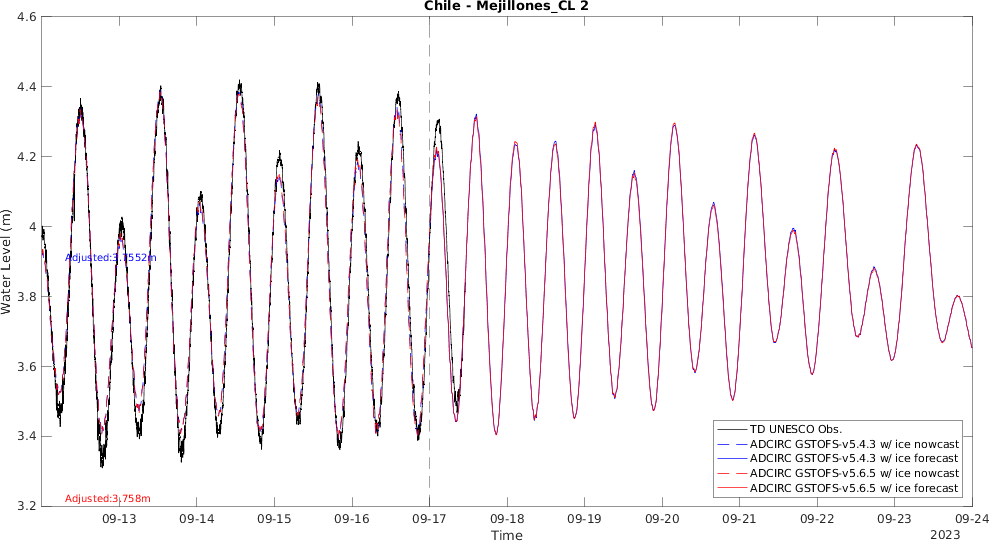 Chile - Mejillones_CL 2
4.6
4.4
4.2
4
3.8
3.6
3.4
3.2
Water Level (m)
Adjusted:3.7552m
Adjusted:3.758m
TD UNESCO Obs.
ADCIRC GSTOFS-v5.4.3 w/ ice nowcast
ADCIRC GSTOFS-v5.4.3 w/ ice forecast
ADCIRC GSTOFS-v5.6.5 w/ ice nowcast
ADCIRC GSTOFS-v5.6.5 w/ ice forecast
09-13 09-14 09-15 09-16 09-17 09-18 09-19 09-20 09-21 09-22 09-23 09-24
Time
2023